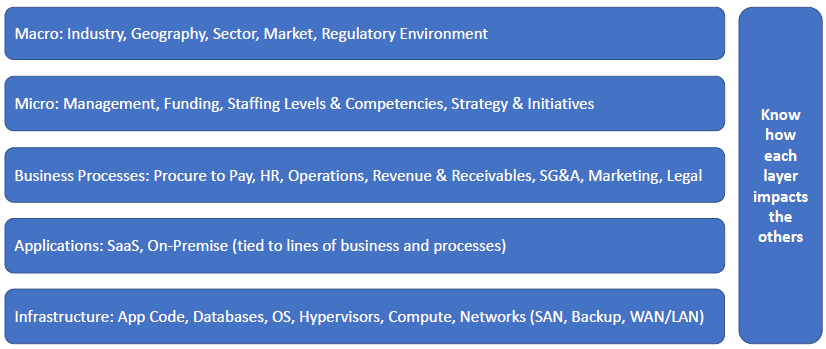 Macro: Industry, Geography, Sector, Market, Regulatory Environment
Micro: Management, Funding, Staffing Levels & Competencies, Strategy & Initiatives
Business Processes: Procure to Pay, HR, Operations, Revenue & Receivables, SG&A, Marketing, Legal
Applications: SaaS, On-Premise (tied to lines of business and processes)
Infrastructure: App Code, Databases, OS, Hypervisors, Compute, Networks (SAN, Backup, WAN/LAN)
Know
how
each
layer
impacts
the
others